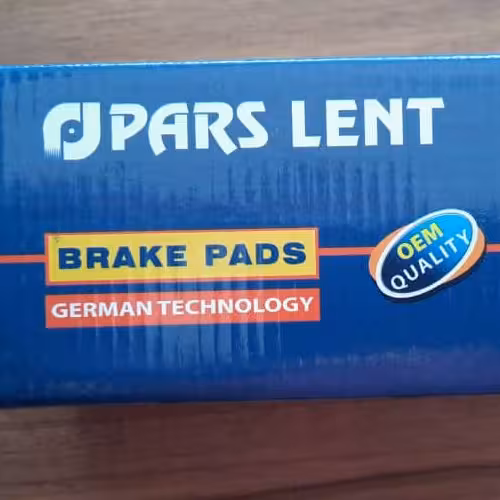 PARS LENT
BRAKE PADS
GERMAN TECHNOLOGY
OEM
QUALITY